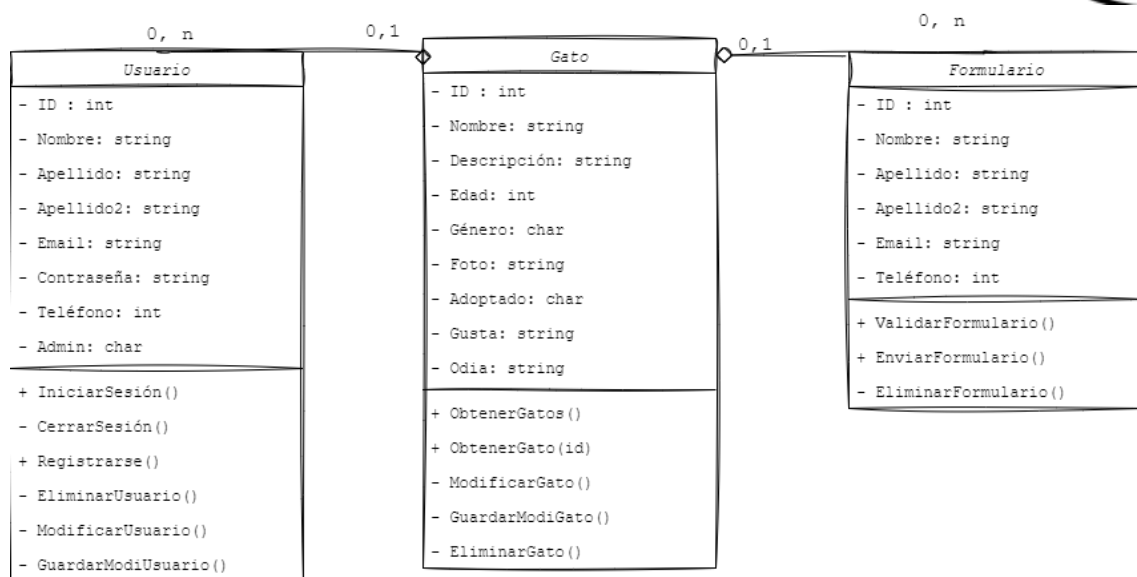 0, n
0,1
Usuario
- ID : int
- Nombre: string
- Apellido: string
- Apellido2: string
- Email: string
- Contraseña: string
- Teléfono: int
- Admin: char
+ IniciarSesión()
- CerrarSesión()
+ Registrarse()
- EliminarUsuario()
- ModificarUsuario()
- GuardarModiUsuario()
Gato
- ID : int
- Nombre: string
- Descripción: string
- Edad: int
- Género: char
- Foto: string
- Adoptado: char
- Gusta: string
- Odia: string
+ ObtenerGatos()
+ ObtenerGato(id)
- ModificarGato()
- GuardarModiGato()
- EliminarGato()
0,1
0, n
Formulario
- ID : int
- Nombre: string
- Apellido: string
- Apellido2: string
- Email: string
- Teléfono: int
+ ValidarFormulario()
+ EnviarFormulario()
- EliminarFormulario()